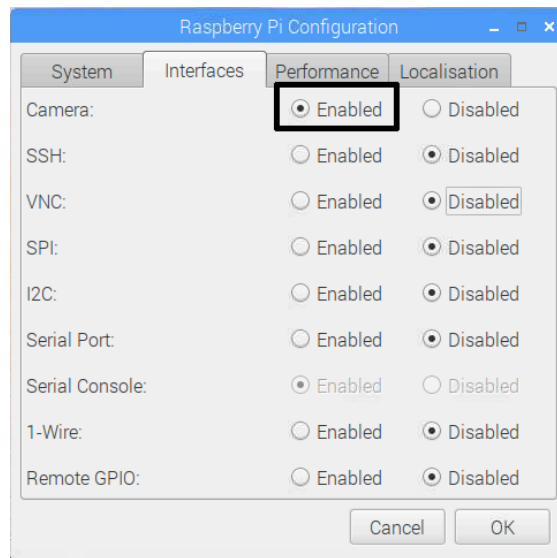 Raspberry Pi Configuration
System Interfaces Performance Localisation
Camera: Enabled Disabled
SSH: Enabled Disabled
VNC: Enabled Disabled
SPI: Enabled Disabled
I2C: Enabled Disabled
Serial Port: Enabled Disabled
Serial Console: Enabled Disabled
1-Wire: Enabled Disabled
Remote GPIO: Enabled Disabled
Cancel OK